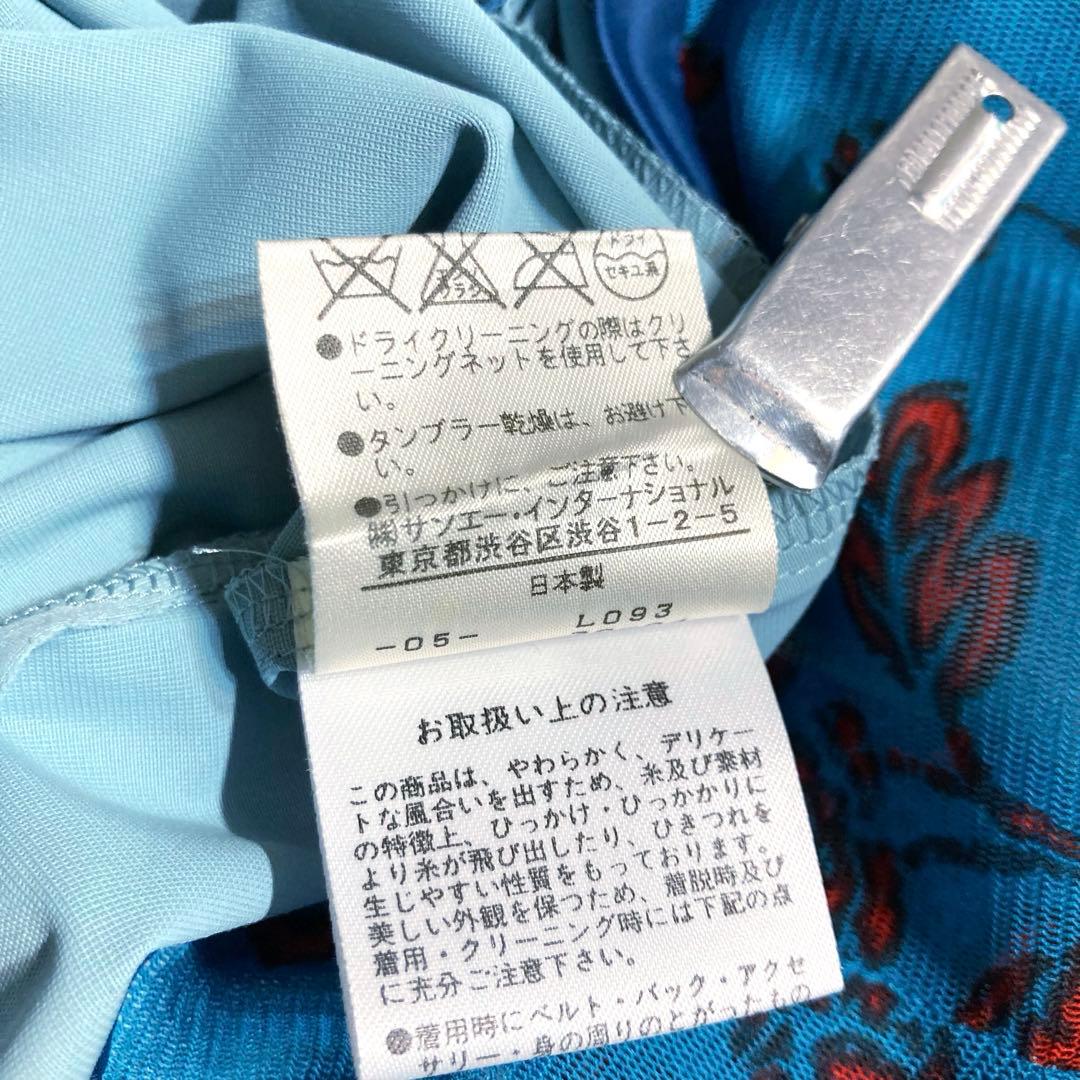 エンソ
サラシ
ドライ
セキユ系
●ドライクリーニングの際はクリ
ーニングネットを使用して下さ
い。
●タンブラー乾燥は、お避け下
い。
●引つかけに、ご注意下さい。
㈱サンエー・インターナショナル
東京都渋谷区渋谷1-2-5
日本製
-05- L093
お取扱い上の注意
この商品は、やわらかく、デリケー
トな風合いを出すため、糸及び素材
の特徴上、ひっかけ・ひっかかりに
より糸が飛び出したり、ひきつれを
生じやすい性質をもっております。
美しい外観を保つため、着脱時及び
着用・クリーニング時には下記の点
に充分ご注意下さい。
●着用時にベルト・バック・アクセ
サリー・身の周りのとがったもの